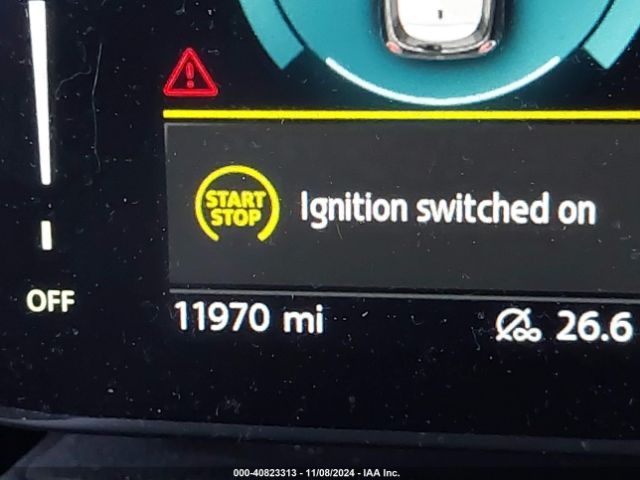 START
STOP
Ignition switched on
OFF
11970 mi
26.6
000-40823313 - 11/08/2024 - IAA Inc.